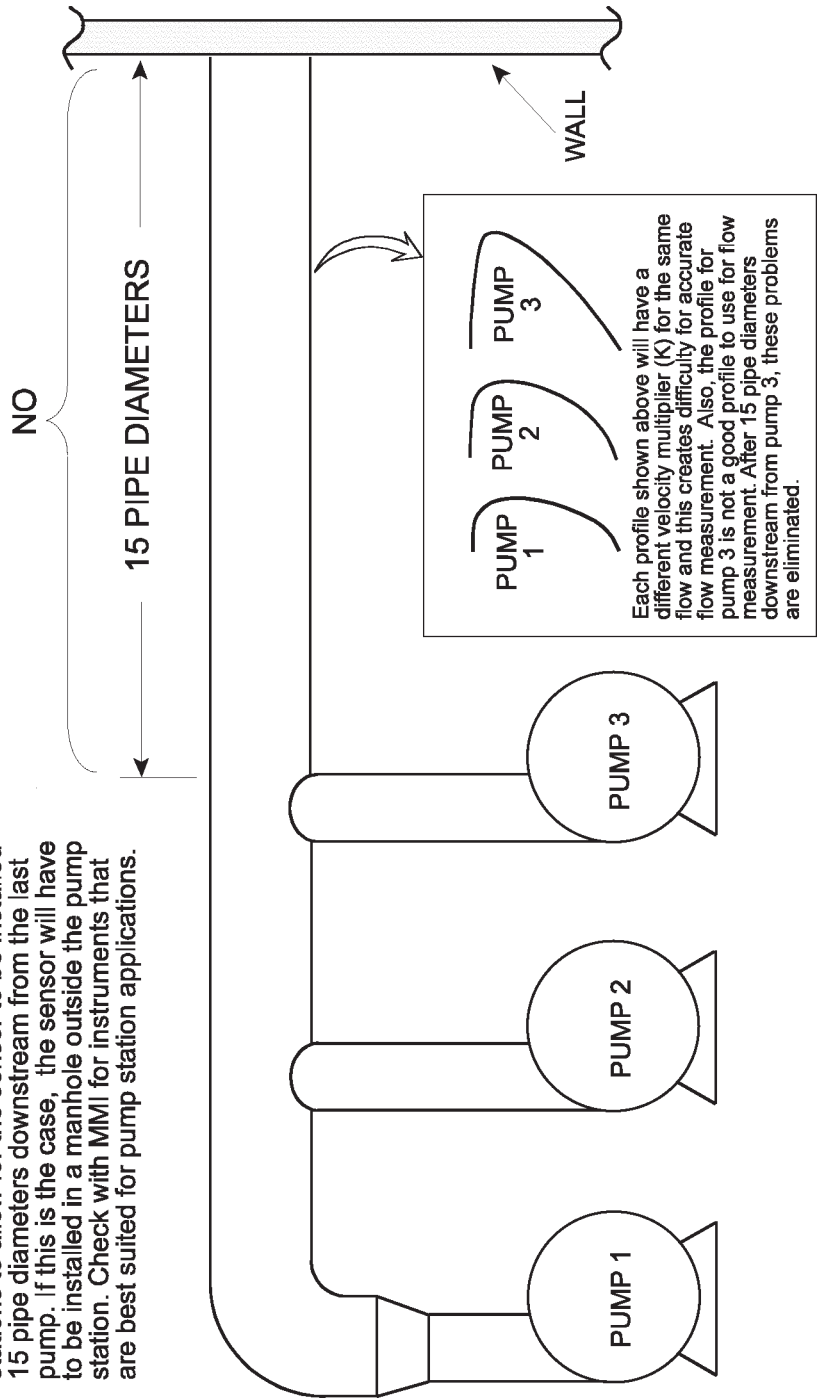 15 pipe diameters downstream from the last
pump. If this is the case, the sensor will have
to be installed in a manhole outside the pump
station. Check with MMI for instruments that
are best suited for pump station applications.
NO
15 PIPE DIAMETERS
WALL
PUMP
1
PUMP
2
PUMP
3
Each profile shown above will have a
different velocity multiplier (K) for the same
flow and this creates difficulty for accurate
flow measurement. Also, the profile for
pump 3 is not a good profile to use for flow
measurement. After 15 pipe diameters
downstream from pump 3, these problems
are eliminated.
PUMP 1
PUMP 2
PUMP 3